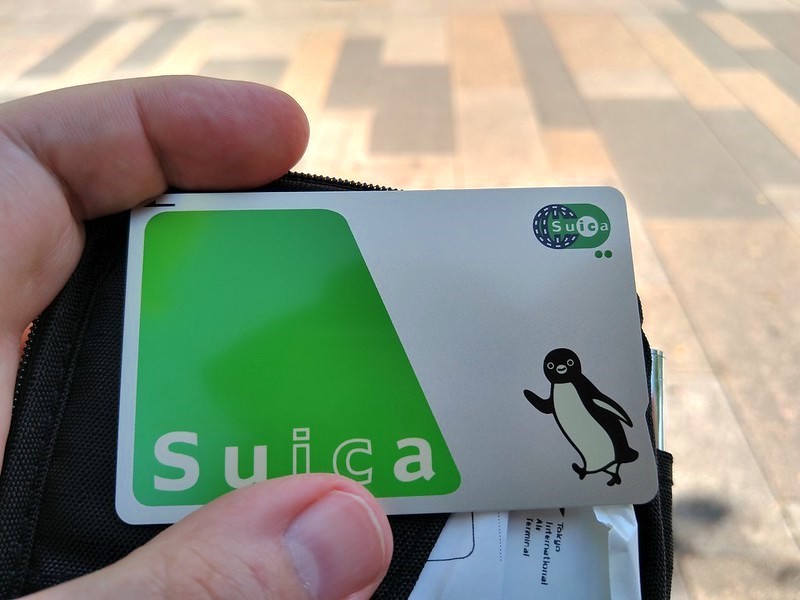 Suica
Suica
Tokyo
International
Air
Terminal